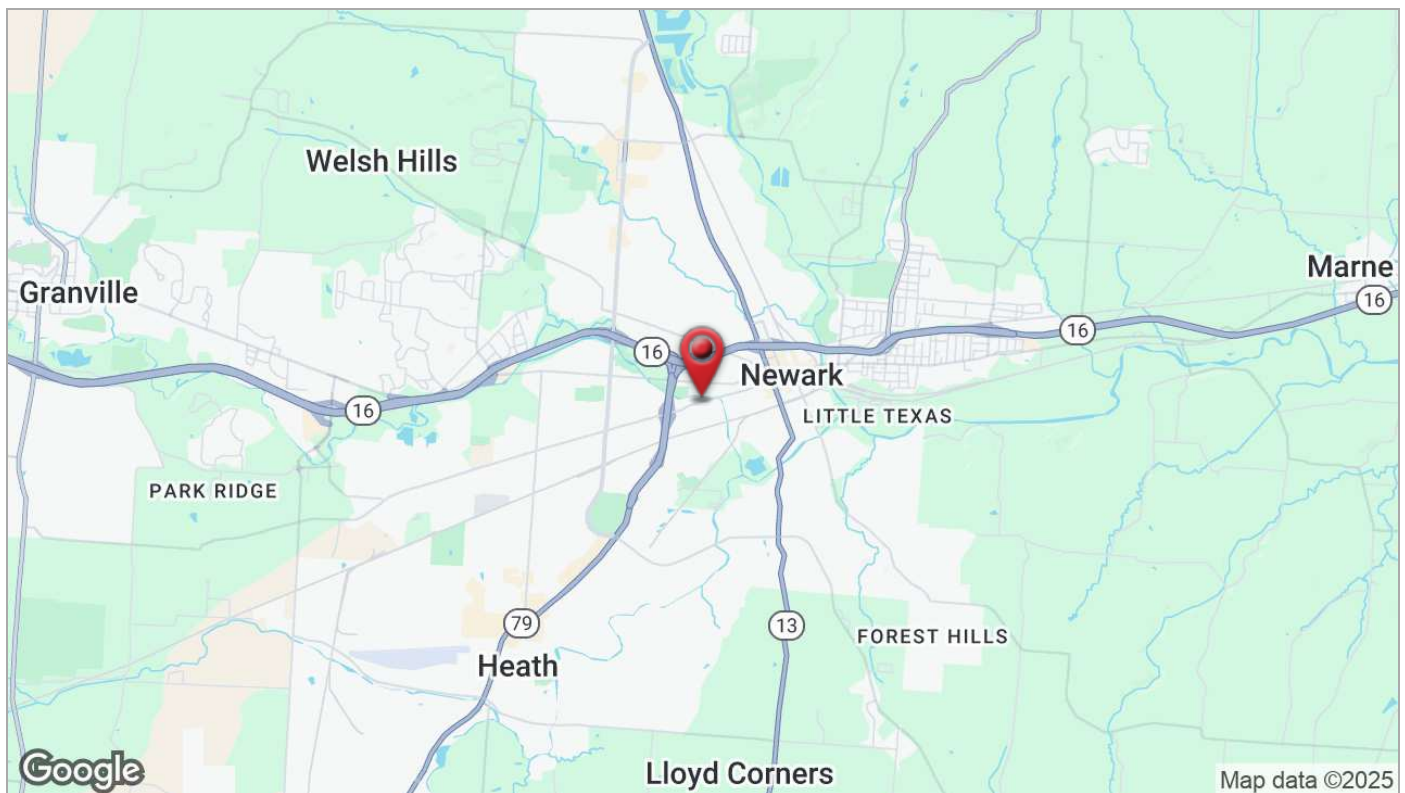 Welsh Hills
Marne
Granville
16
16
16
Newark
16
LITTLE TEXAS
PARK RIDGE
79
13
FOREST HILLS
Heath
Lloyd Corners
Google
Map data ©2025